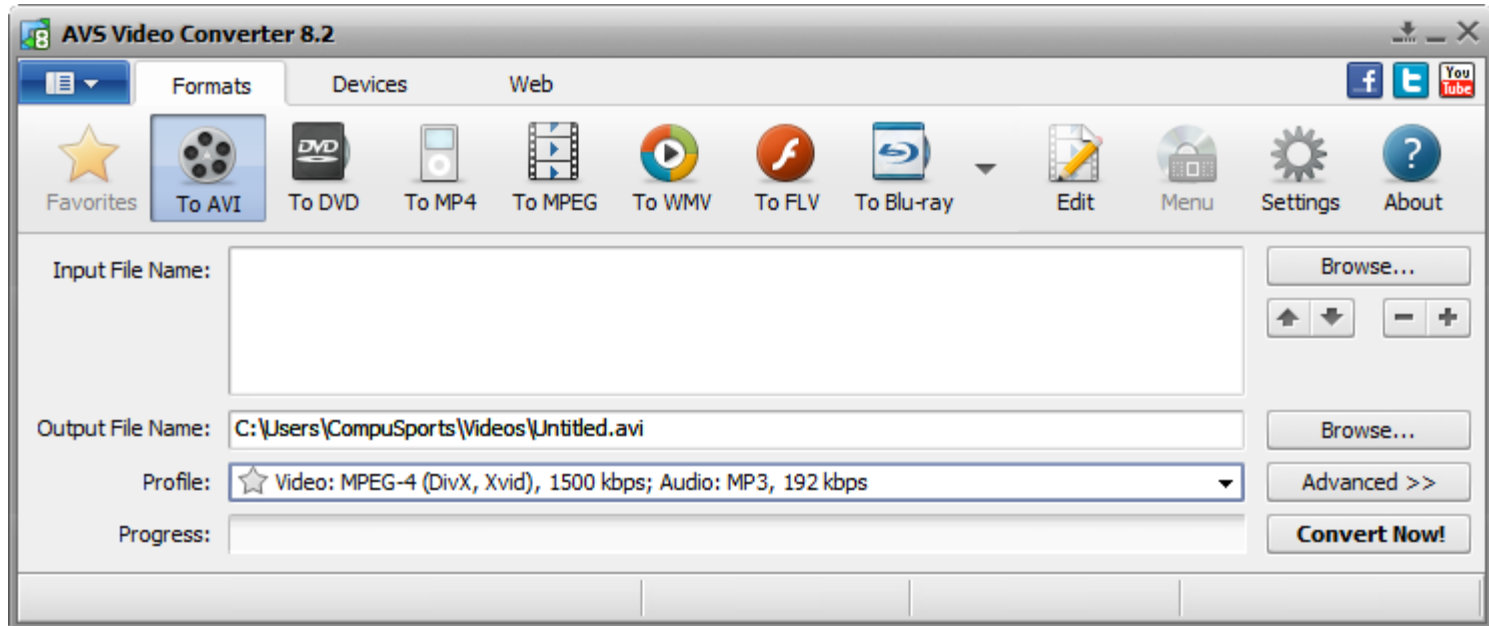 AVS Video Converter 8.2
Formats Devices Web
You Tube
DVD
Favorites To AVI To DVD To MP4 To MPEG To WMV To FLV To Blu-ray Edit Menu Settings About
Input File Name: Browse...
Output File Name: C:\Users\CompuSports\Videos\Untitled.avi Browse...
Profile: Video: MPEG-4 (DivX, Xvid), 1500 kbps; Audio: MP3, 192 kbps Advanced >>
Progress: Convert Now!